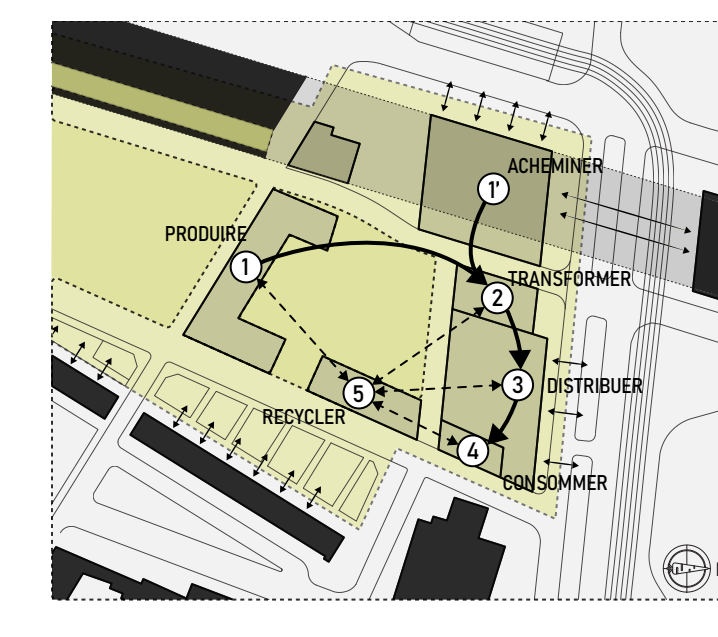 ACHEMINER
1'
PRODUIRE
1
TRANSFORMER
2
3
DISTRIBUER
5
RECYCLER
4
CONSOMMER